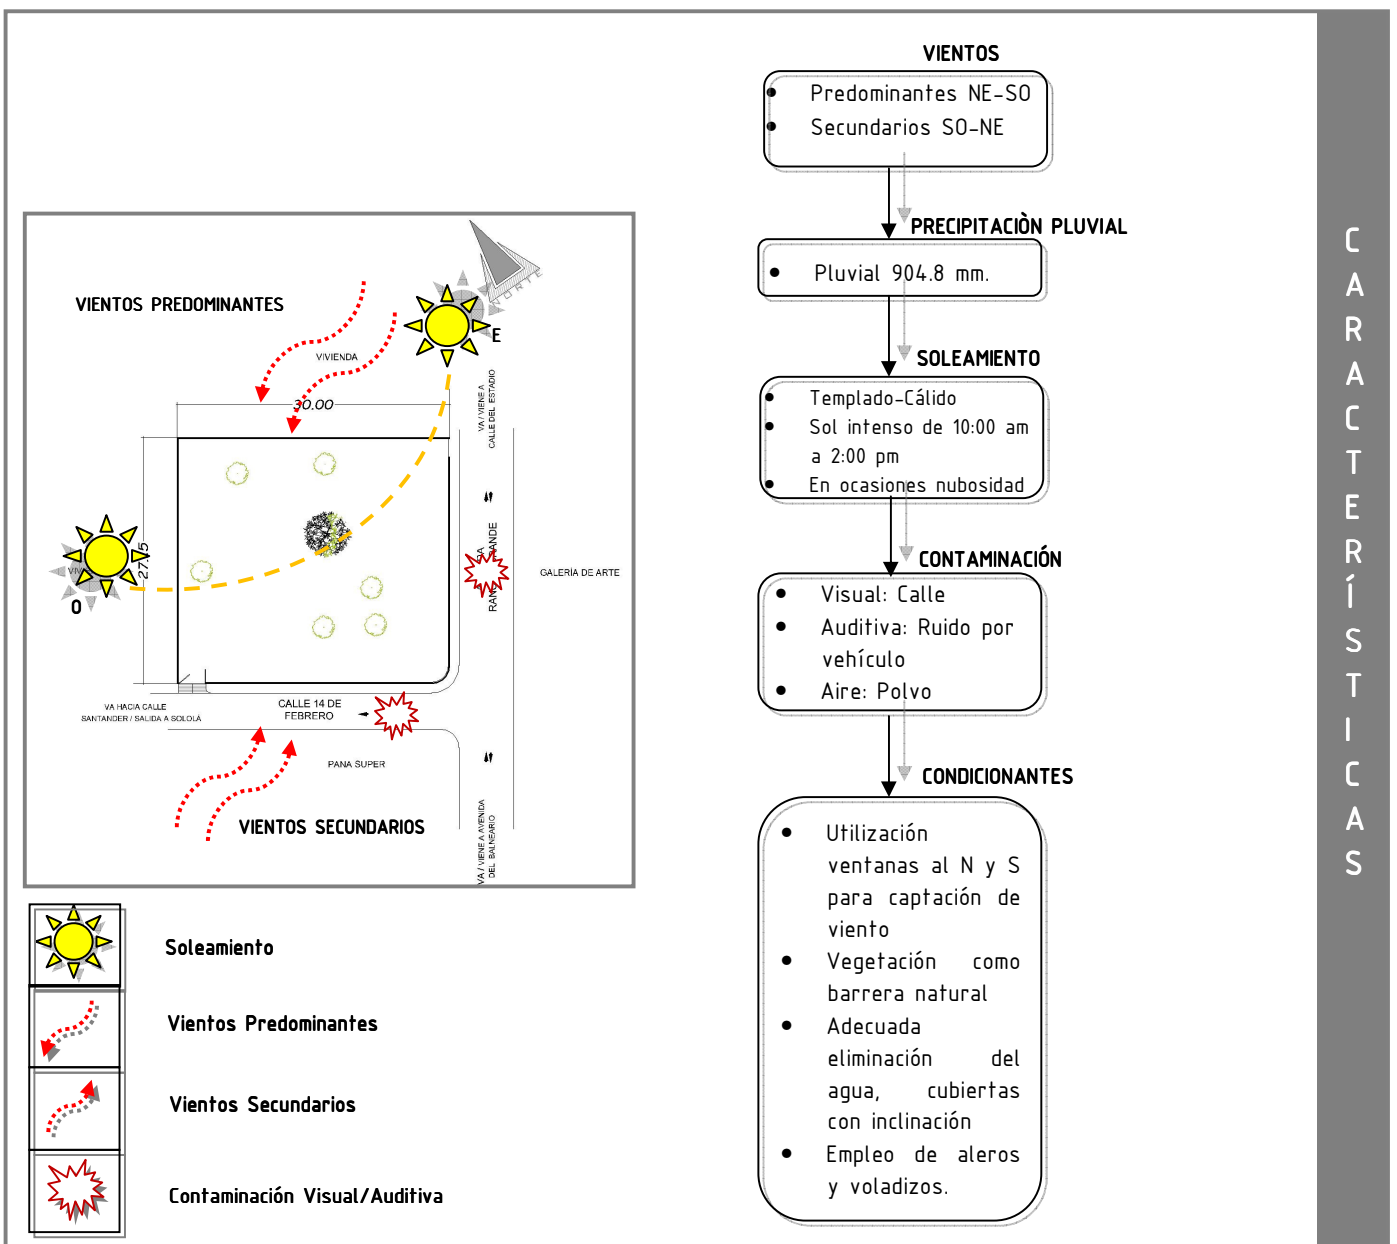 VIENTOS
Predominantes NE-SO
Secundarios SO-NE
PRECIPITACIÒN PLUVIAL
Pluvial 904.8 mm.
SOLEAMIENTO
Templado-Cálido
Sol intenso de 10:00 am
a 2:00 pm
En ocasiones nubosidad
CONTAMINACIÓN
Visual: Calle
Auditiva: Ruido por
vehículo
Aire: Polvo
CONDICIONANTES
Utilización
ventanas al N y S
para captación de
viento
Vegetación como
barrera natural
Adecuada
eliminación del
agua, cubiertas
con inclinación
Empleo de aleros
y voladizos.
NORTE
VIENTOS PREDOMINANTES
E
VIVIENDA
30.00
VA / VIENE A
CALLE DEL ESTADIO
O
GALERÍA DE ARTE
VA HACIA CALLE
SANTANDER / SALIDA A SOLOLÁ
CALLE 14 DE
FEBRERO
PANA SUPER
VIENTOS SECUNDARIOS
VA / VIENE A AVENIDA
DEL BALNEARIO
Soleamiento
Vientos Predominantes
Vientos Secundarios
Contaminación Visual/Auditiva
CARACTERÍSTICAS